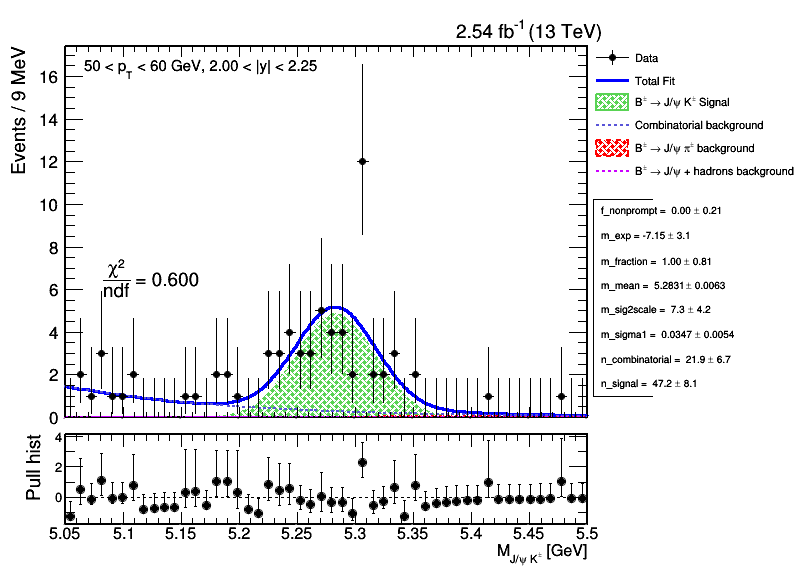 2.54 fb⁻¹ (13 TeV)
Events / 9 MeV
50 < p_T < 60 GeV, 2.00 < |y| < 2.25
16
14
12
10
8
6
4
2
0
χ²/ndf = 0.600
Data
Total Fit
B± → J/ψ K± Signal
Combinatorial background
B± → J/ψ π± background
B± → J/ψ + hadrons background
f_nonprompt = 0.00 ± 0.21
m_exp = -7.15 ± 3.1
m_fraction = 1.00 ± 0.81
m_mean = 5.2831 ± 0.0063
m_sig2scale = 7.3 ± 4.2
m_sigma1 = 0.0347 ± 0.0054
n_combinatorial = 21.9 ± 6.7
n_signal = 47.2 ± 8.1
Pull hist
4
2
0
5.05 5.1 5.15 5.2 5.25 5.3 5.35 5.4 5.45 5.5
M_J/ψ K± [GeV]